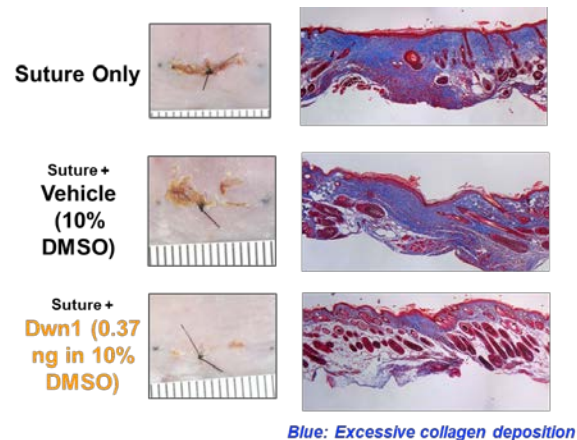 Suture Only
Suture +
Vehicle
(10%
DMSO)
Suture +
Dwn1 (0.37
ng in 10%
DMSO)
Blue: Excessive collagen deposition